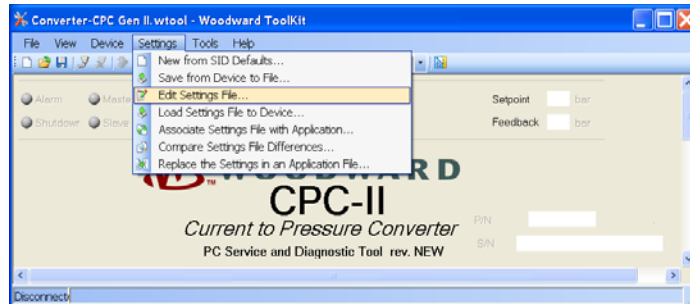 Converter-CPC Gen II.wtool - Woodward ToolKit
File View Device Settings Tools Help
New from SID Defaults...
Save from Device to File...
Edit Settings File...
Load Settings File to Device...
Associate Settings File with Application...
Compare Settings File Differences...
Replace the Settings in an Application File...
Alarm
Setpoint bar
Shutdown Slave
Feedback bar
WOODWARD
CPC-II
Current to Pressure Converter
P/N
S/N
PC Service and Diagnostic Tool rev. NEW